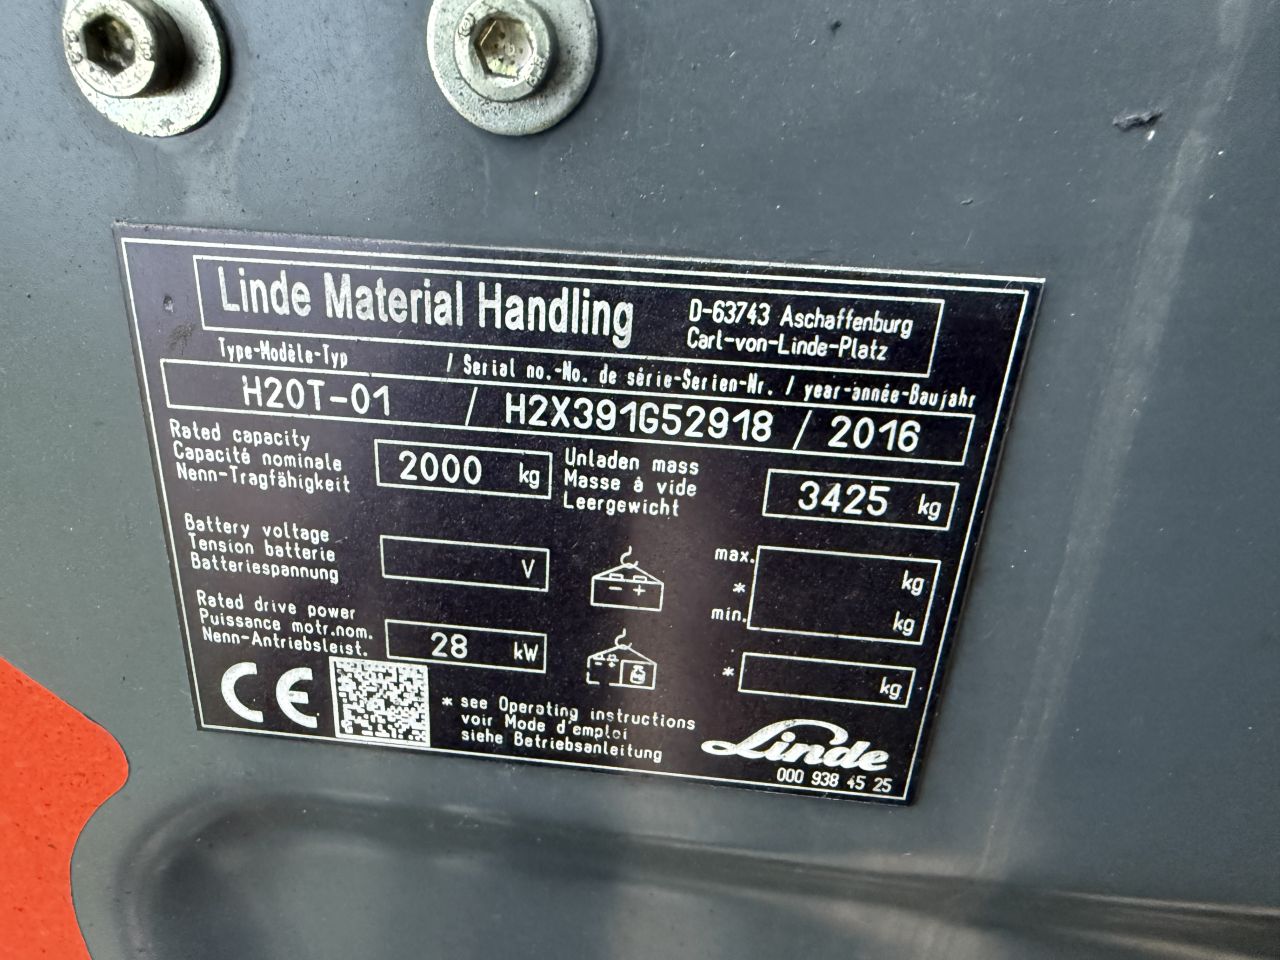 Linde Material Handling
D-63743 Aschaffenburg
Carl-von-Linde-Platz
Type-Modèle-Typ / Serial no.-No. de série-Serien-Nr. / year-année-Baujahr
H20T-01 / H2X391G52918 / 2016
Rated capacity
Capacité nominale
Nenn-Tragfähigkeit
2000 kg
Unladen mass
Masse à vide
Leergewicht
3425 kg
Battery voltage
Tension batterie
Batteriespannung
V
max. kg
*
min. kg
Rated drive power
Puissance motr.nom.
Nenn-Antriebsleist.
28 kW
* kg
CE
* see Operating instructions
voir Mode d'emploi
siehe Betriebsanleitung
Linde
000 938 45 25